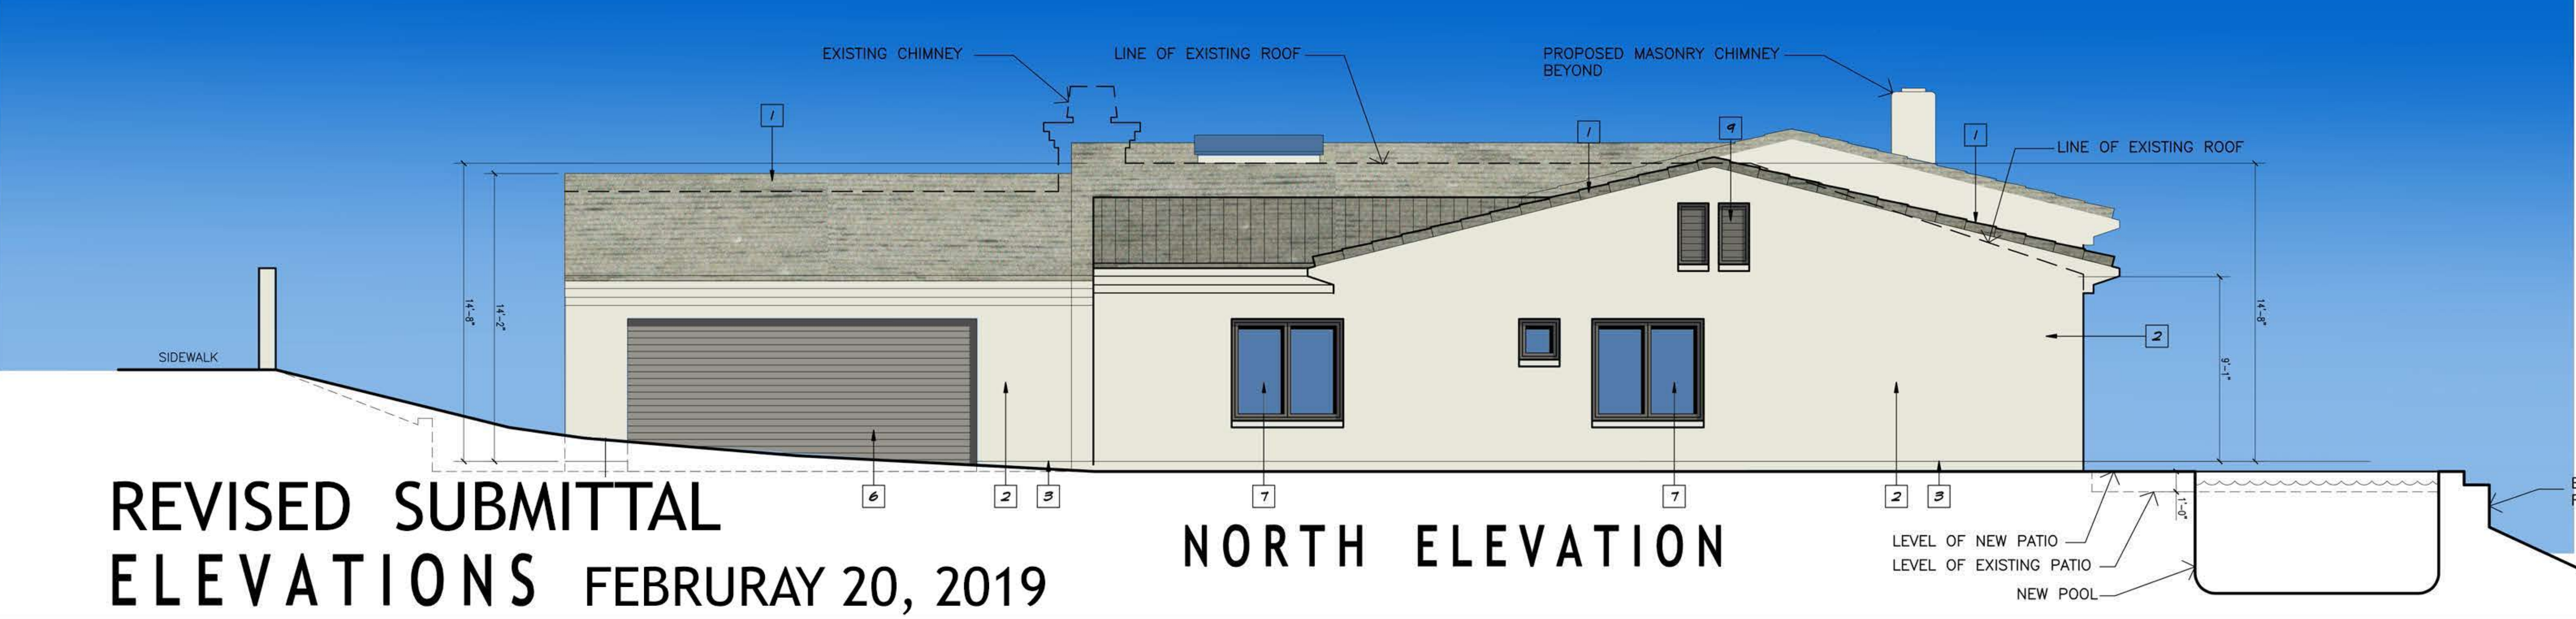 EXISTING CHIMNEY
LINE OF EXISTING ROOF
PROPOSED MASONRY CHIMNEY
BEYOND
1
1
9
1
LINE OF EXISTING ROOF
14'-8"
14'-2"
14'-8"
SIDEWALK
2
9'-1"
6
2
3
7
7
2
3
1'-0"
REVISED SUBMITTAL
ELEVATIONS FEBRURAY 20, 2019
NORTH ELEVATION
LEVEL OF NEW PATIO
LEVEL OF EXISTING PATIO
NEW POOL